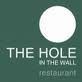 THE HOLE
IN THE WALL
restaurant